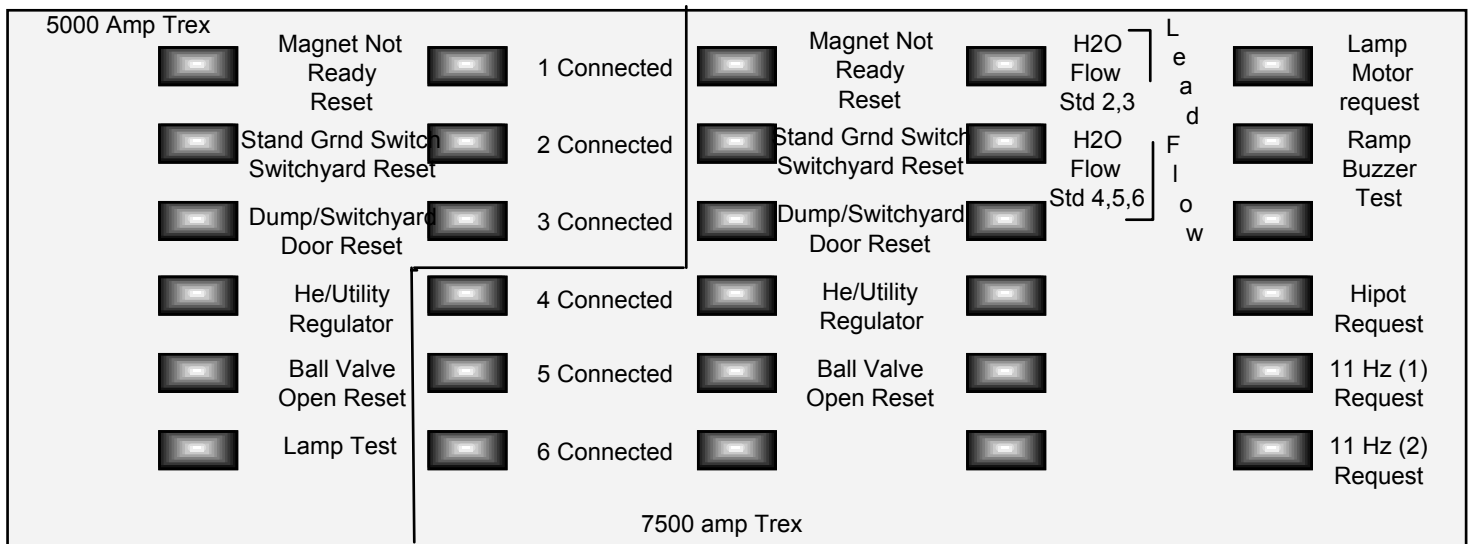 5000 Amp Trex
Magnet Not
Ready
Reset
Stand Grnd Switch
Switchyard Reset
Dump/Switchyard
Door Reset
He/Utility
Regulator
Ball Valve
Open Reset
Lamp Test
1 Connected
2 Connected
3 Connected
4 Connected
5 Connected
6 Connected
Magnet Not
Ready
Reset
Stand Grnd Switch
Switchyard Reset
Dump/Switchyard
Door Reset
He/Utility
Regulator
Ball Valve
Open Reset
H2O
Flow
Std 2,3
H2O
Flow
Std 4,5,6
Lead
Flow
Lamp
Motor
request
Ramp
Buzzer
Test
Hipot
Request
11 Hz (1)
Request
11 Hz (2)
Request
7500 amp Trex